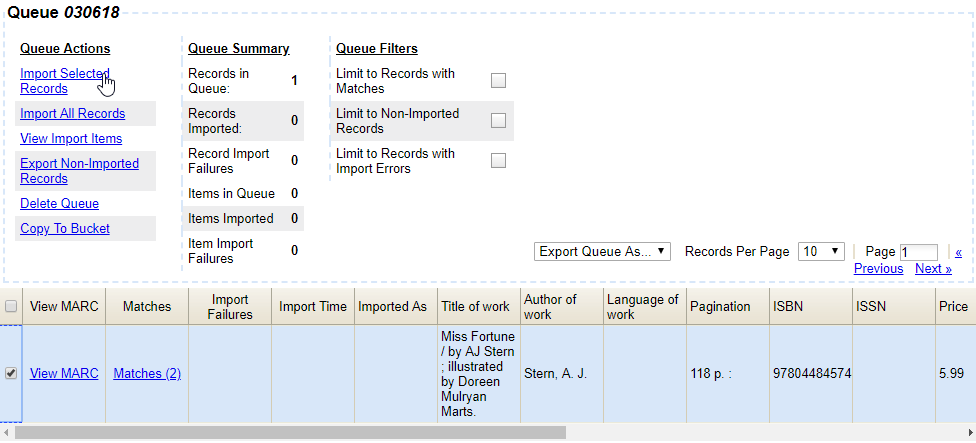 Queue 030618
Queue Actions
Import Selected
Records
Import All Records
View Import Items
Export Non-Imported
Records
Delete Queue
Copy To Bucket
Queue Summary
Records in
Queue: 1
Records
Imported: 0
Record Import
Failures 0
Items in Queue 0
Items Imported 0
Item Import
Failures 0
Queue Filters
Limit to Records with
Matches
Limit to Non-Imported
Records
Limit to Records with
Import Errors
Export Queue As... Records Per Page 10 Page 1 «
Previous Next »
View MARC
Matches
Import
Failures
Import Time
Imported As
Title of work
Author of
work
Language of
work
Pagination
ISBN
ISSN
Price
View MARC
Matches (2)
Miss Fortune
/ by AJ Stern
; illustrated
by Doreen
Mulryan
Marts.
Stern, A. J.
118 p. :
97804484574
5.99